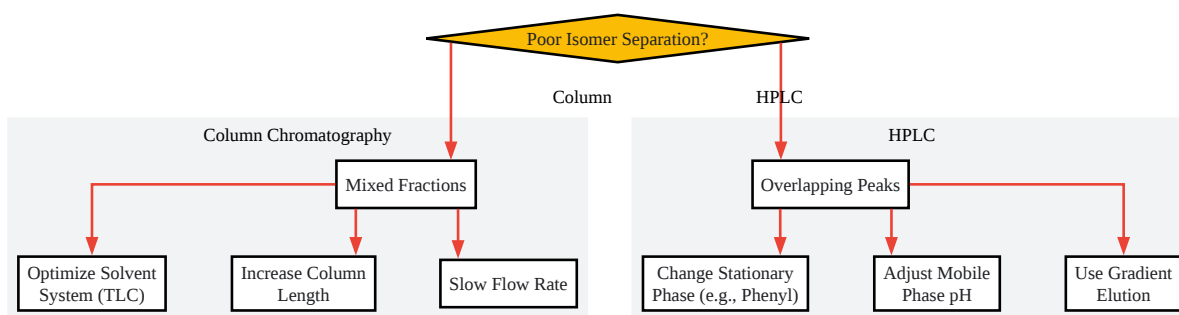 Poor Isomer Separation?
Column
HPLC
Column Chromatography
HPLC
Mixed Fractions
Overlapping Peaks
Optimize Solvent
System (TLC)
Increase Column
Length
Slow Flow Rate
Change Stationary
Phase (e.g., Phenyl)
Adjust Mobile
Phase pH
Use Gradient
Elution